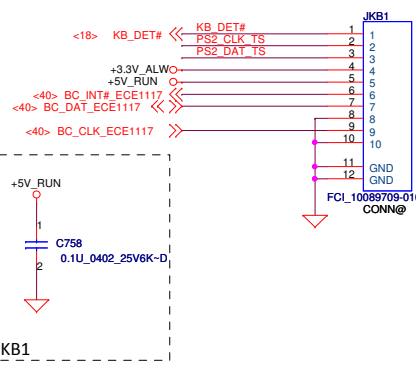 JKB1
<18> KB_DET# KB_DET# 1 1
PS2_CLK_TS 2 2
PS2_DAT_TS 3 3
+3.3V_ALW 4 4
+5V_RUN 5 5
<40> BC_INT#_ECE1117 6 6
<40> BC_DAT_ECE1117 7 7
8 8
<40> BC_CLK_ECE1117 9 9
10 10
11 GND
12 GND
FCI_10089709-010
CONN@
+5V_RUN
1
C758
0.1U_0402_25V6K~D
2
KB1